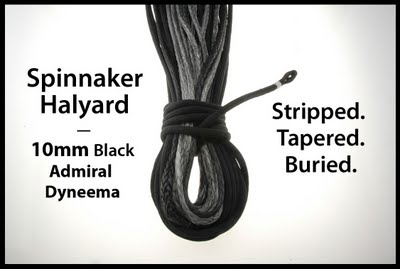 Spinnaker
Halyard
—
10mm Black
Admiral
Dyneema
Stripped.
Tapered.
Buried.